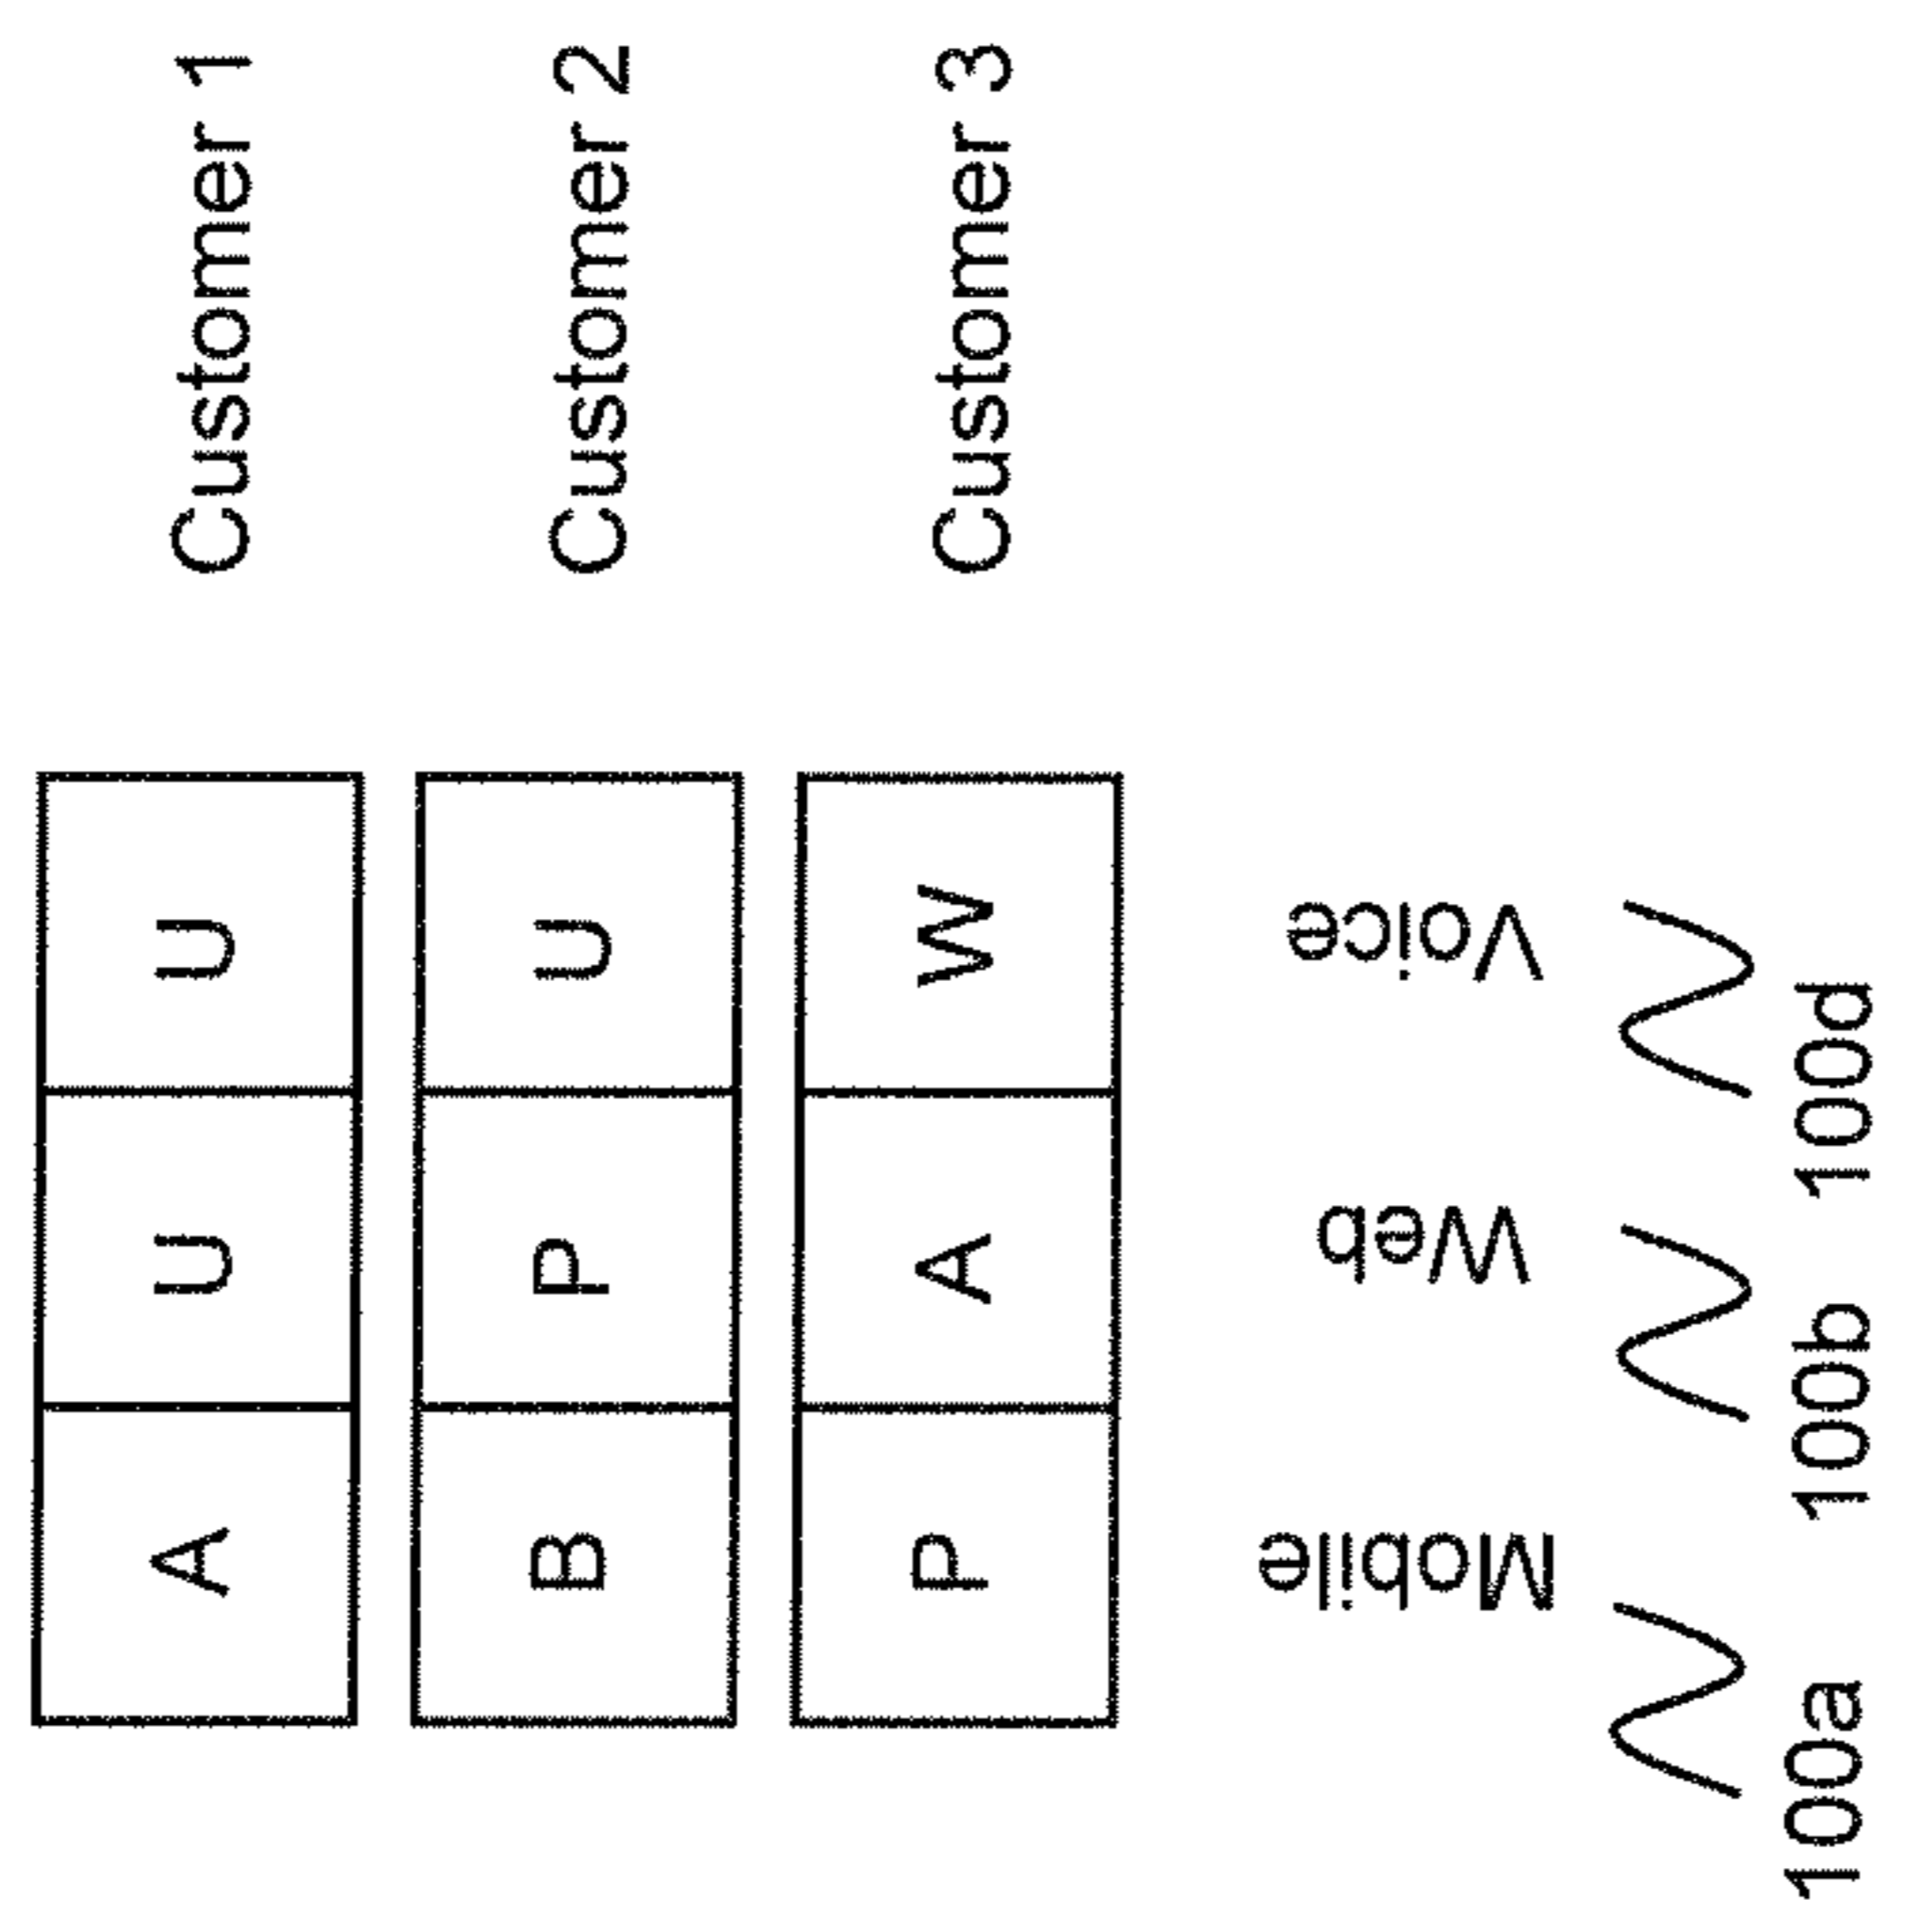 A U U Customer 1
B P U Customer 2
P A W Customer 3
Mobile Web Voice
100a 100b 100d